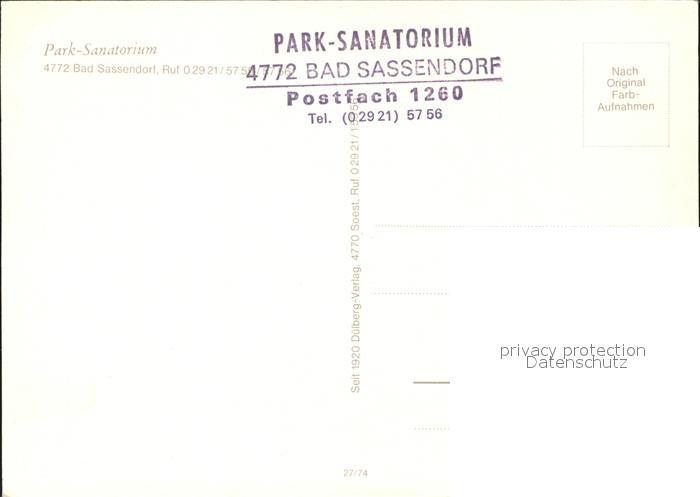 Park-Sanatorium
4772 Bad Sassendorf, Ruf 0 29 21 / 57 56
PARK-SANATORIUM
4772 BAD SASSENDORF
Postfach 1260
Tel. (0 29 21) 57 56
Nach
Original
Farb-
Aufnahmen
Seit 1920 Dülberg-Verlag, 4770 Soest, Ruf 0 29 21 /
privacy protection
Datenschutz
27/74